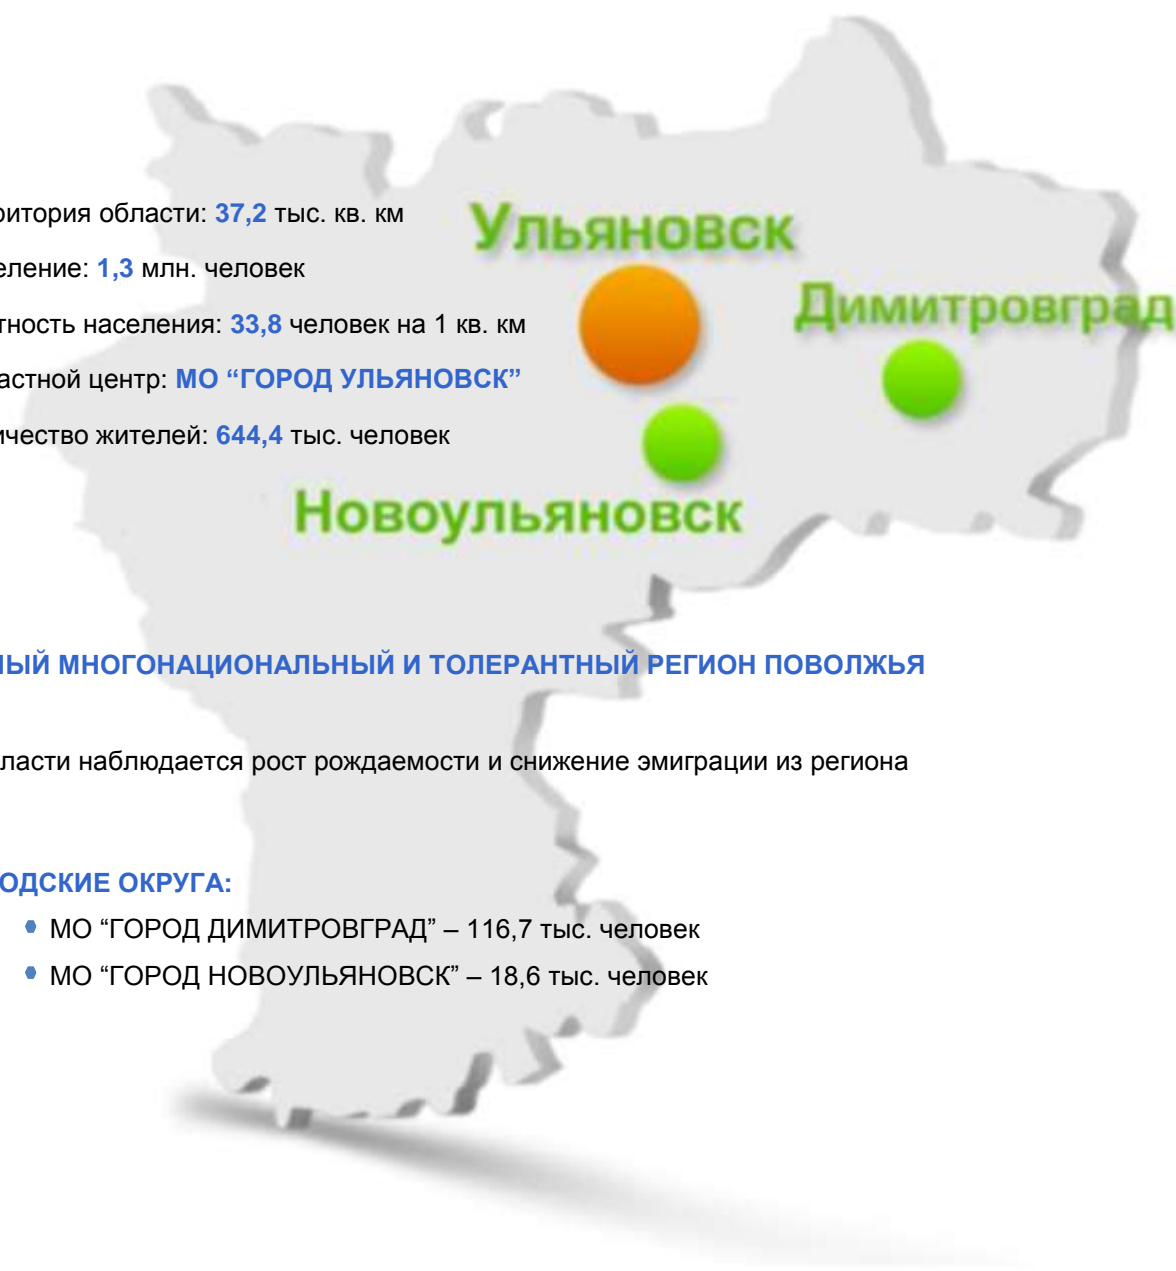 ритория области: 37,2 тыс. кв. км
Ульяновск
еление: 1,3 млн. человек
Димитровград
тность населения: 33,8 человек на 1 кв. км
астной центр: МО “ГОРОД УЛЬЯНОВСК”
ичество жителей: 644,4 тыс. человек
Новоульяновск
НЫЙ МНОГОНАЦИОНАЛЬНЫЙ И ТОЛЕРАНТНЫЙ РЕГИОН ПОВОЛЖЬЯ
ласти наблюдается рост рождаемости и снижение эмиграции из региона
ОДСКИЕ ОКРУГА:
МО “ГОРОД ДИМИТРОВГРАД” – 116,7 тыс. человек
МО “ГОРОД НОВОУЛЬЯНОВСК” – 18,6 тыс. человек